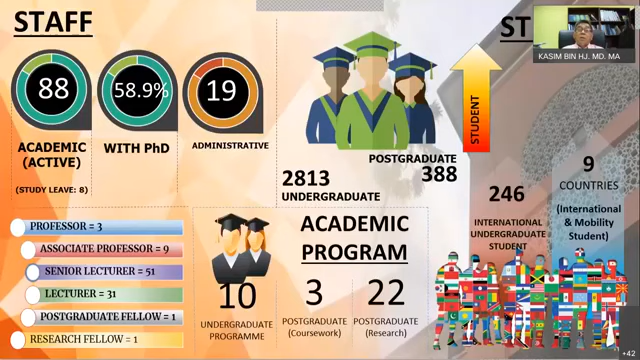 STAFF
88
58.9%
19
ACADEMIC
(ACTIVE)
WITH PhD
ADMINISTRATIVE
(STUDY LEAVE: 8)
PROFESSOR = 3
ASSOCIATE PROFESSOR = 9
SENIOR LECTURER = 51
LECTURER = 31
POSTGRADUATE FELLOW = 1
RESEARCH FELLOW = 1
POSTGRADUATE
388
2813
UNDERGRADUATE
ACADEMIC
PROGRAM
10
UNDERGRADUATE
PROGRAMME
3
POSTGRADUATE
(Coursework)
22
POSTGRADUATE
(Research)
ST
KASIM BIN HJ. MD. MA
STUDENT
246
INTERNATIONAL
UNDERGRADUATE
STUDENT
9
COUNTRIES
(International
& Mobility
Student)
+42